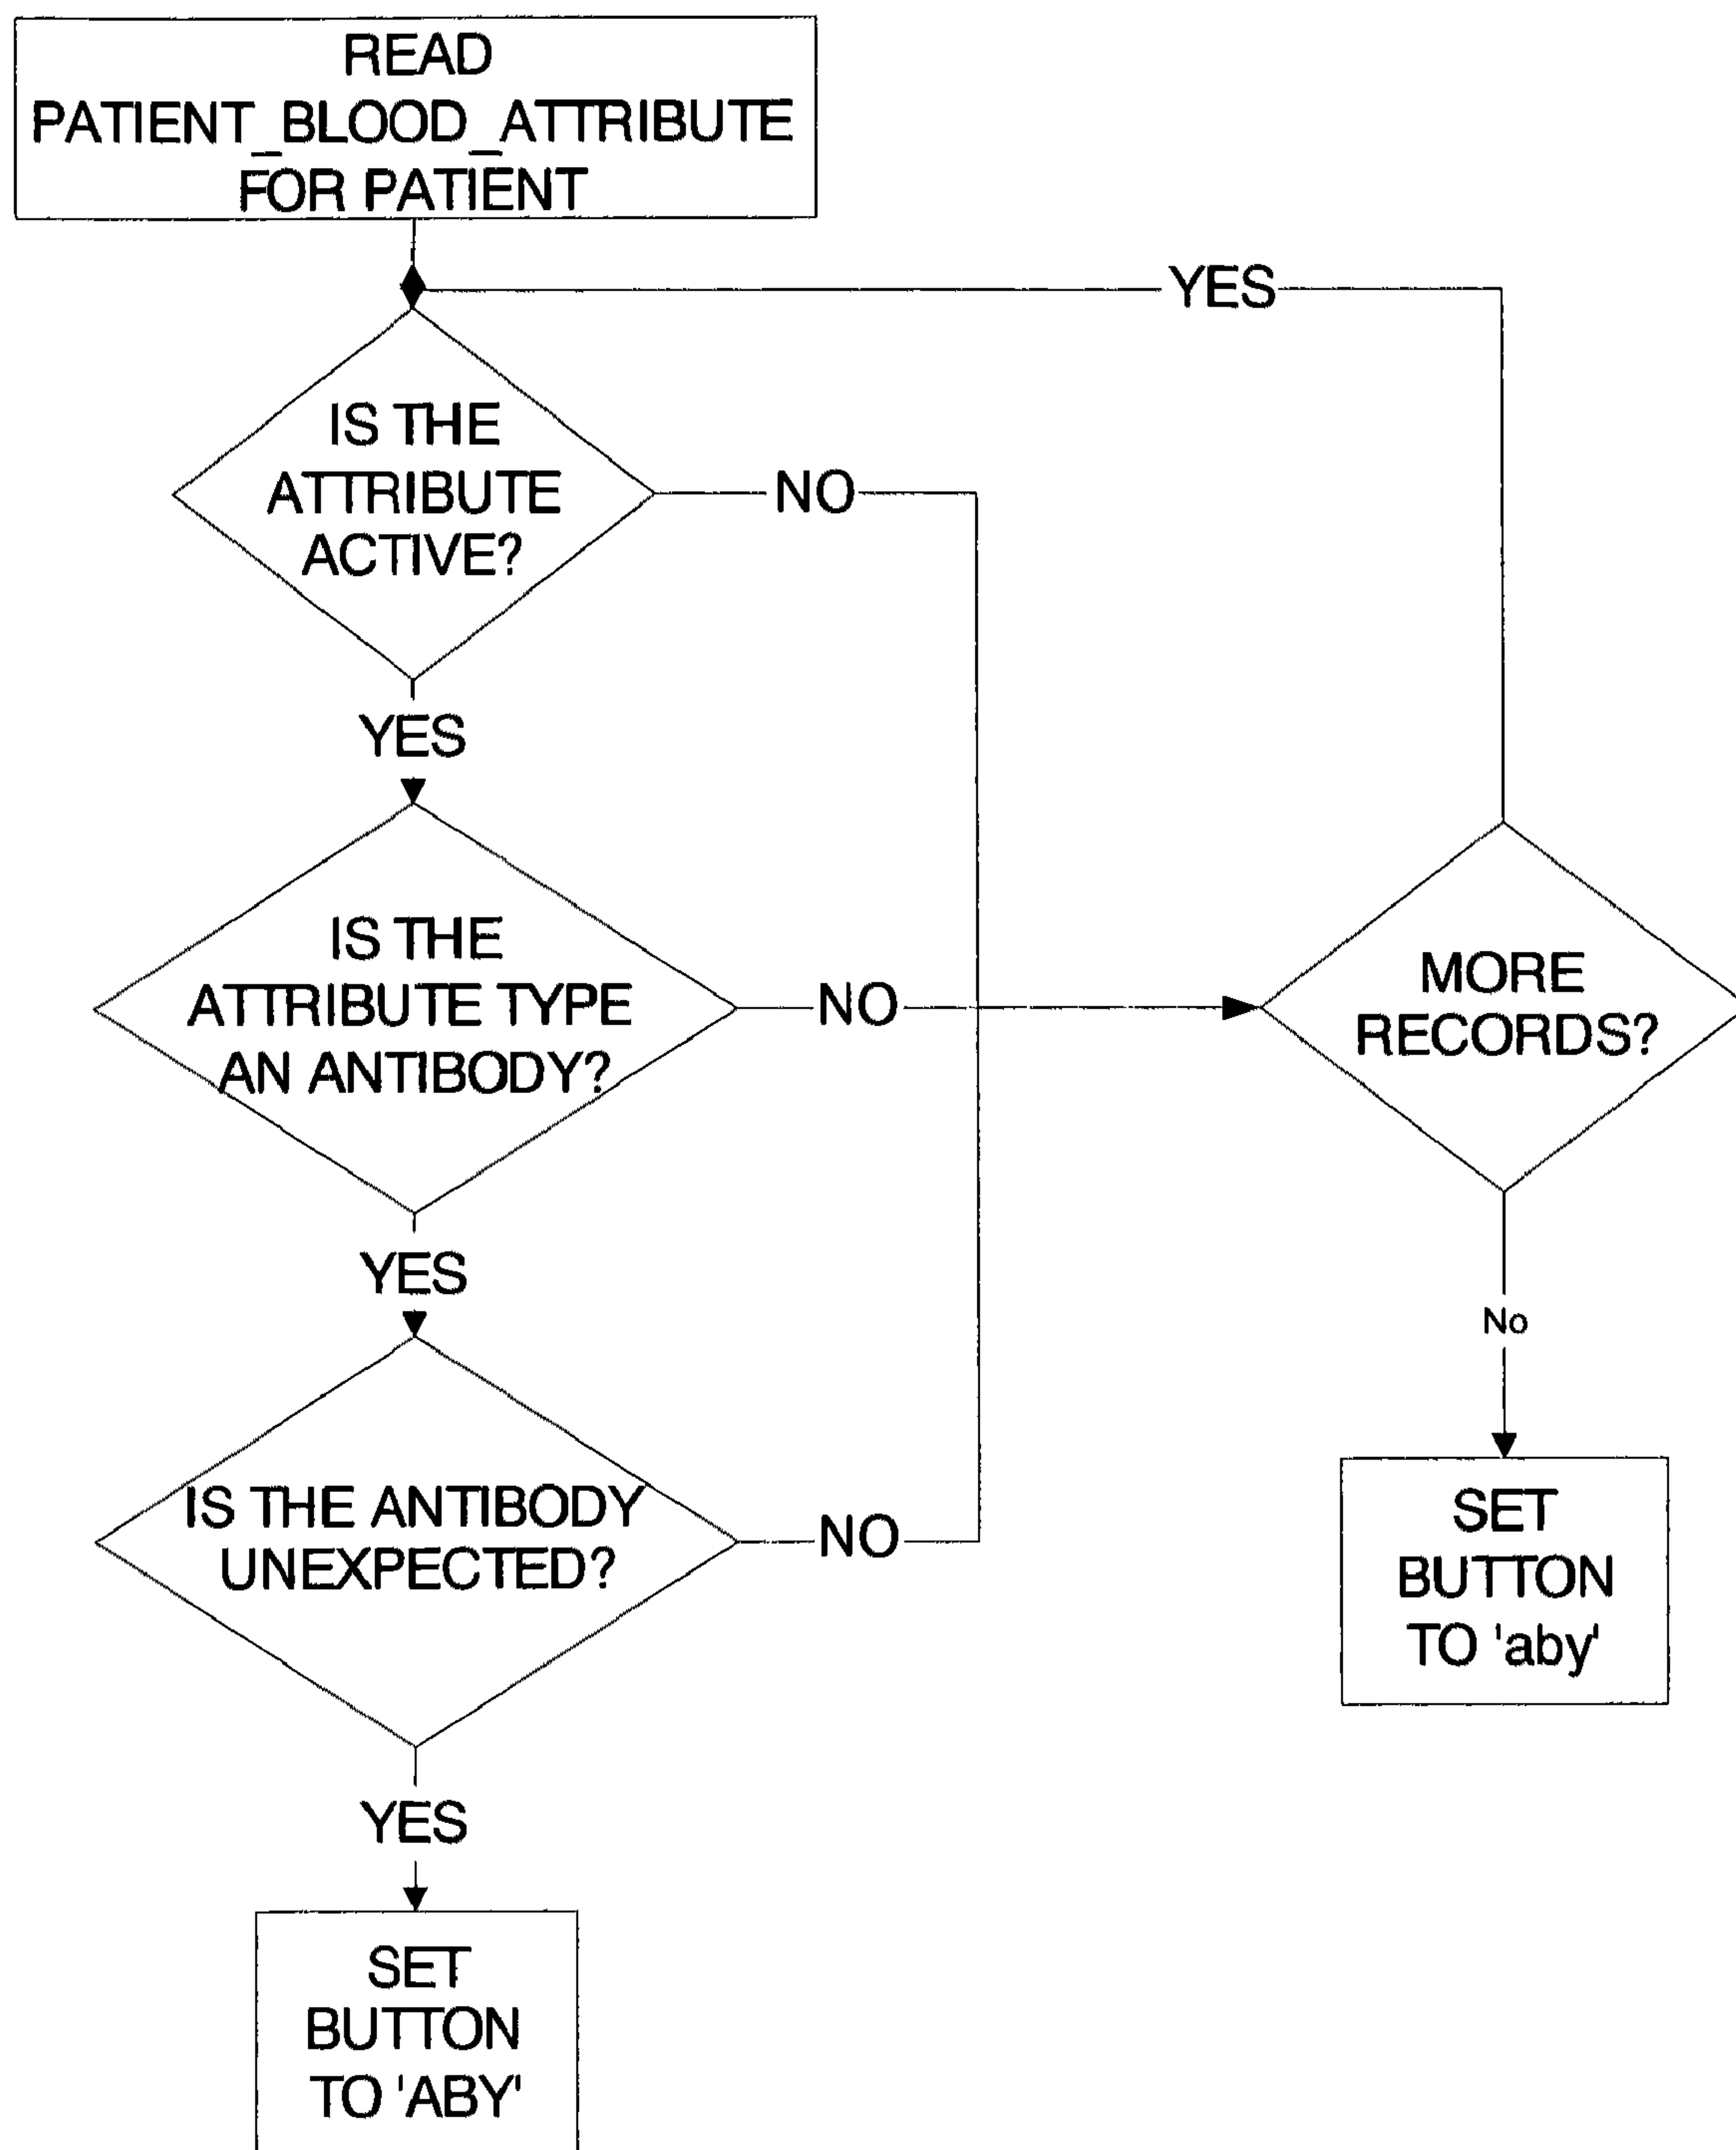 READ
PATIENT_BLOOD_ATTRIBUTE
FOR PATIENT
YES
IS THE
ATTRIBUTE
ACTIVE?
NO
YES
IS THE
ATTRIBUTE TYPE
AN ANTIBODY?
NO
MORE
RECORDS?
YES
No
IS THE ANTIBODY
UNEXPECTED?
NO
SET
BUTTON
TO 'aby'
YES
SET
BUTTON
TO 'ABY'